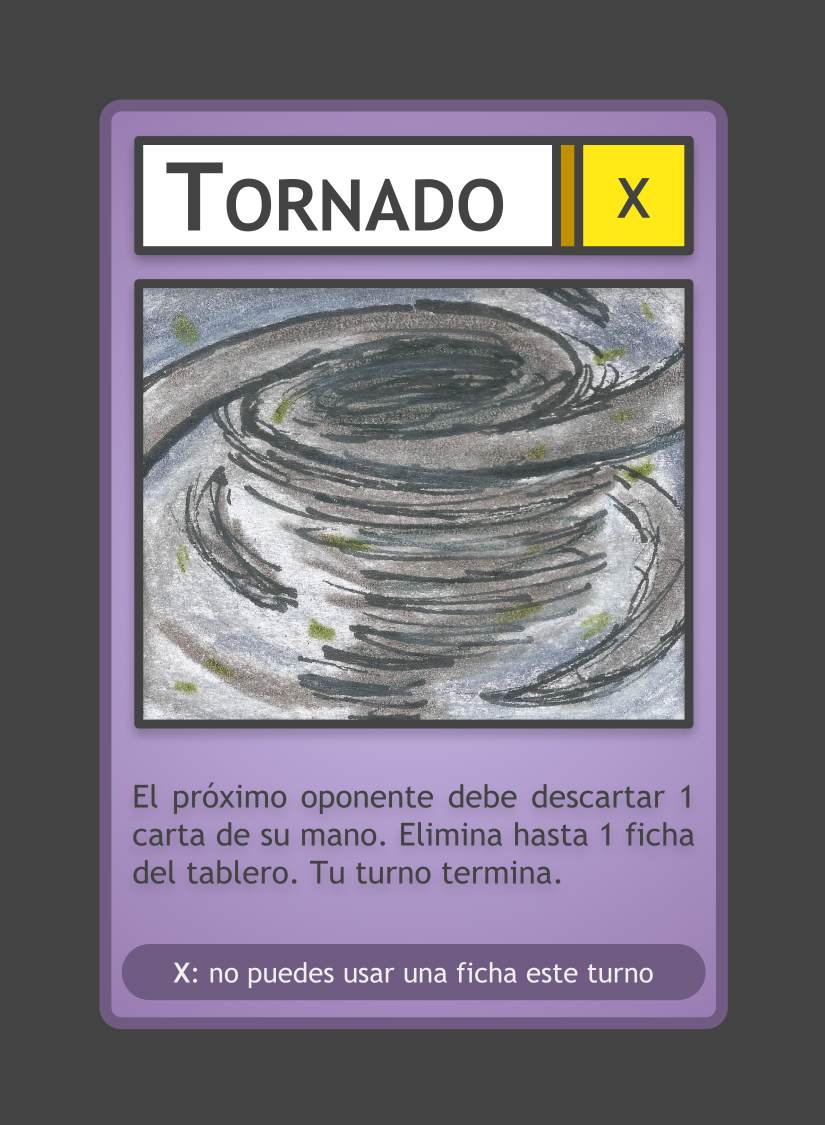 TORNADO
X
El próximo oponente debe descartar 1
carta de su mano. Elimina hasta 1 ficha
del tablero. Tu turno termina.
X: no puedes usar una ficha este turno